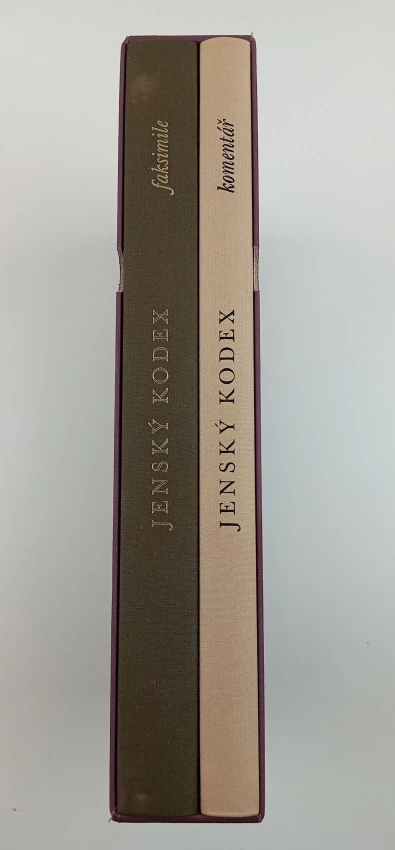 JENSKÝ KODEX faksimile
JENSKÝ KODEX komentář